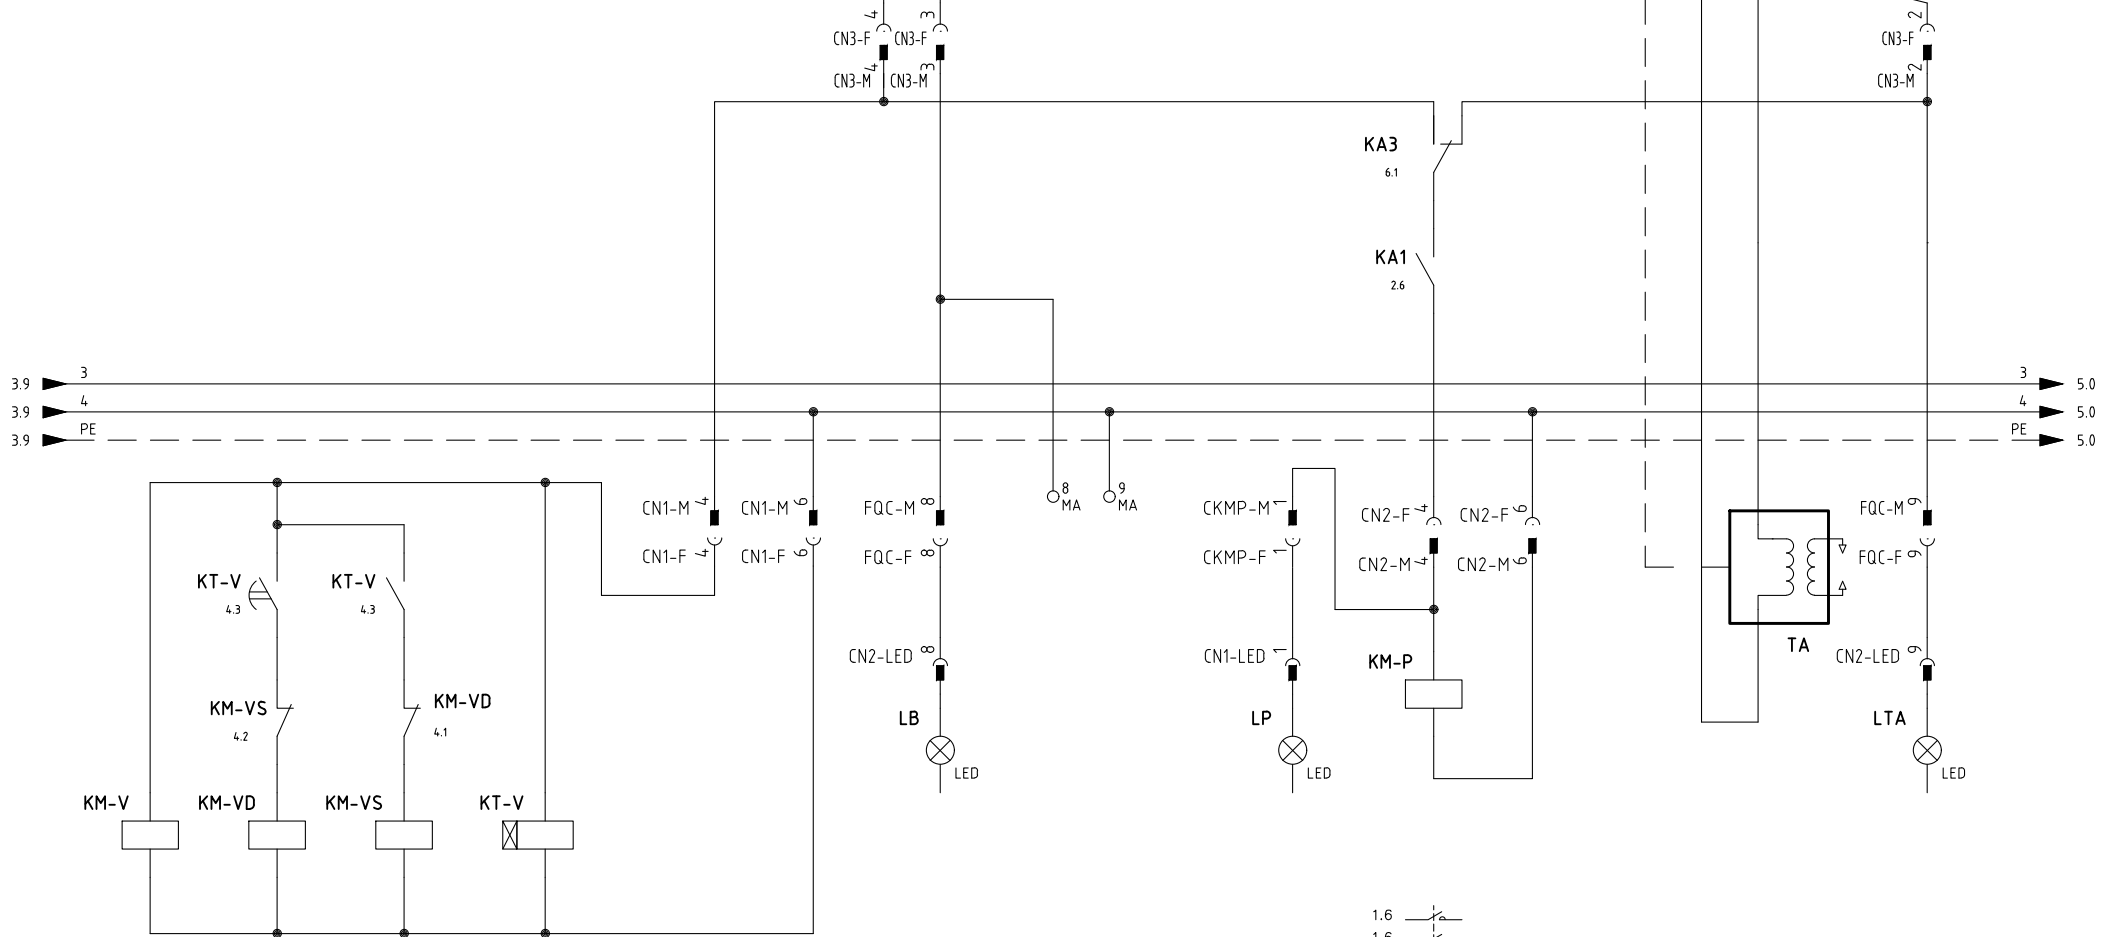 4 3 2
CN3-F CN3-F CN3-F
4 3 2
CN3-M CN3-M CN3-M
KA3
6.1
KA1
2.6
3.9 3 3 5.0
3.9 4 4 5.0
3.9 PE PE 5.0
8 9
MA MA
CN1-M 4 CN1-M 6 FQC-M 8 CKMP-M 1 CN2-F 4 CN2-F 6 FQC-M 9
CN1-F 4 CN1-F 6 FQC-F 8 CKMP-F 1 CN2-M 4 CN2-M 6 FQC-F 9
KT-V KT-V
4.3 4.3
TA
CN2-LED 8 CN1-LED 1 KM-P CN2-LED 9
KM-VS KM-VD
4.2 4.1
LB LP LTA
LED LED LED
KM-V KM-VD KM-VS KT-V
1.6
1.6